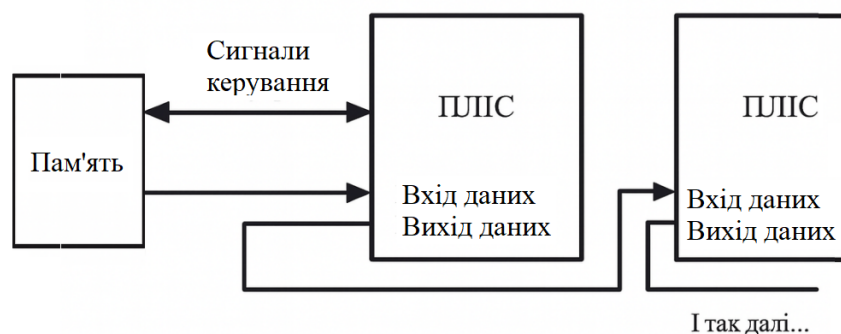 Сигнали
керування
ПЛІС
ПЛІС
Пам'ять
Вхід даних
Вихід даних
Вхід даних
Вихід даних
І так далі...